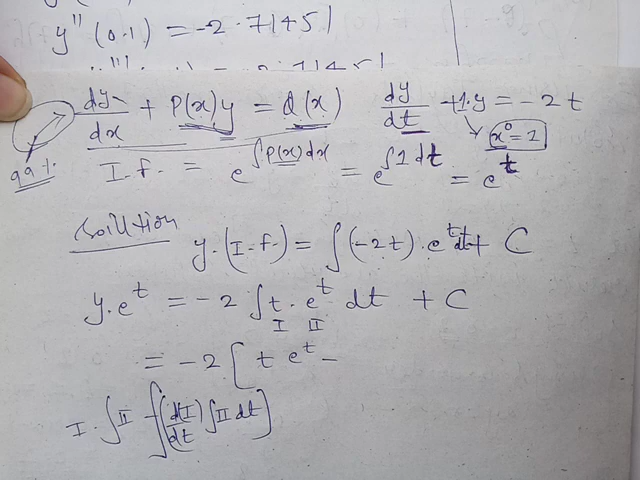 y''(0.1) = -2.71451
dy/dx + P(x)y = Q(x)    dy/dt + 1.y = -2t
x⁰ = 1
I.f. = e^∫P(x)dx = e^∫1 dt = e^t
Solution y.(I.f.) = ∫(-2t).e^t dt + C
y.e^t = -2 ∫ t. e^t dt + C
I II
= -2 [ t e^t -
I. ∫II - ∫(d(I)/dt ∫II dt)